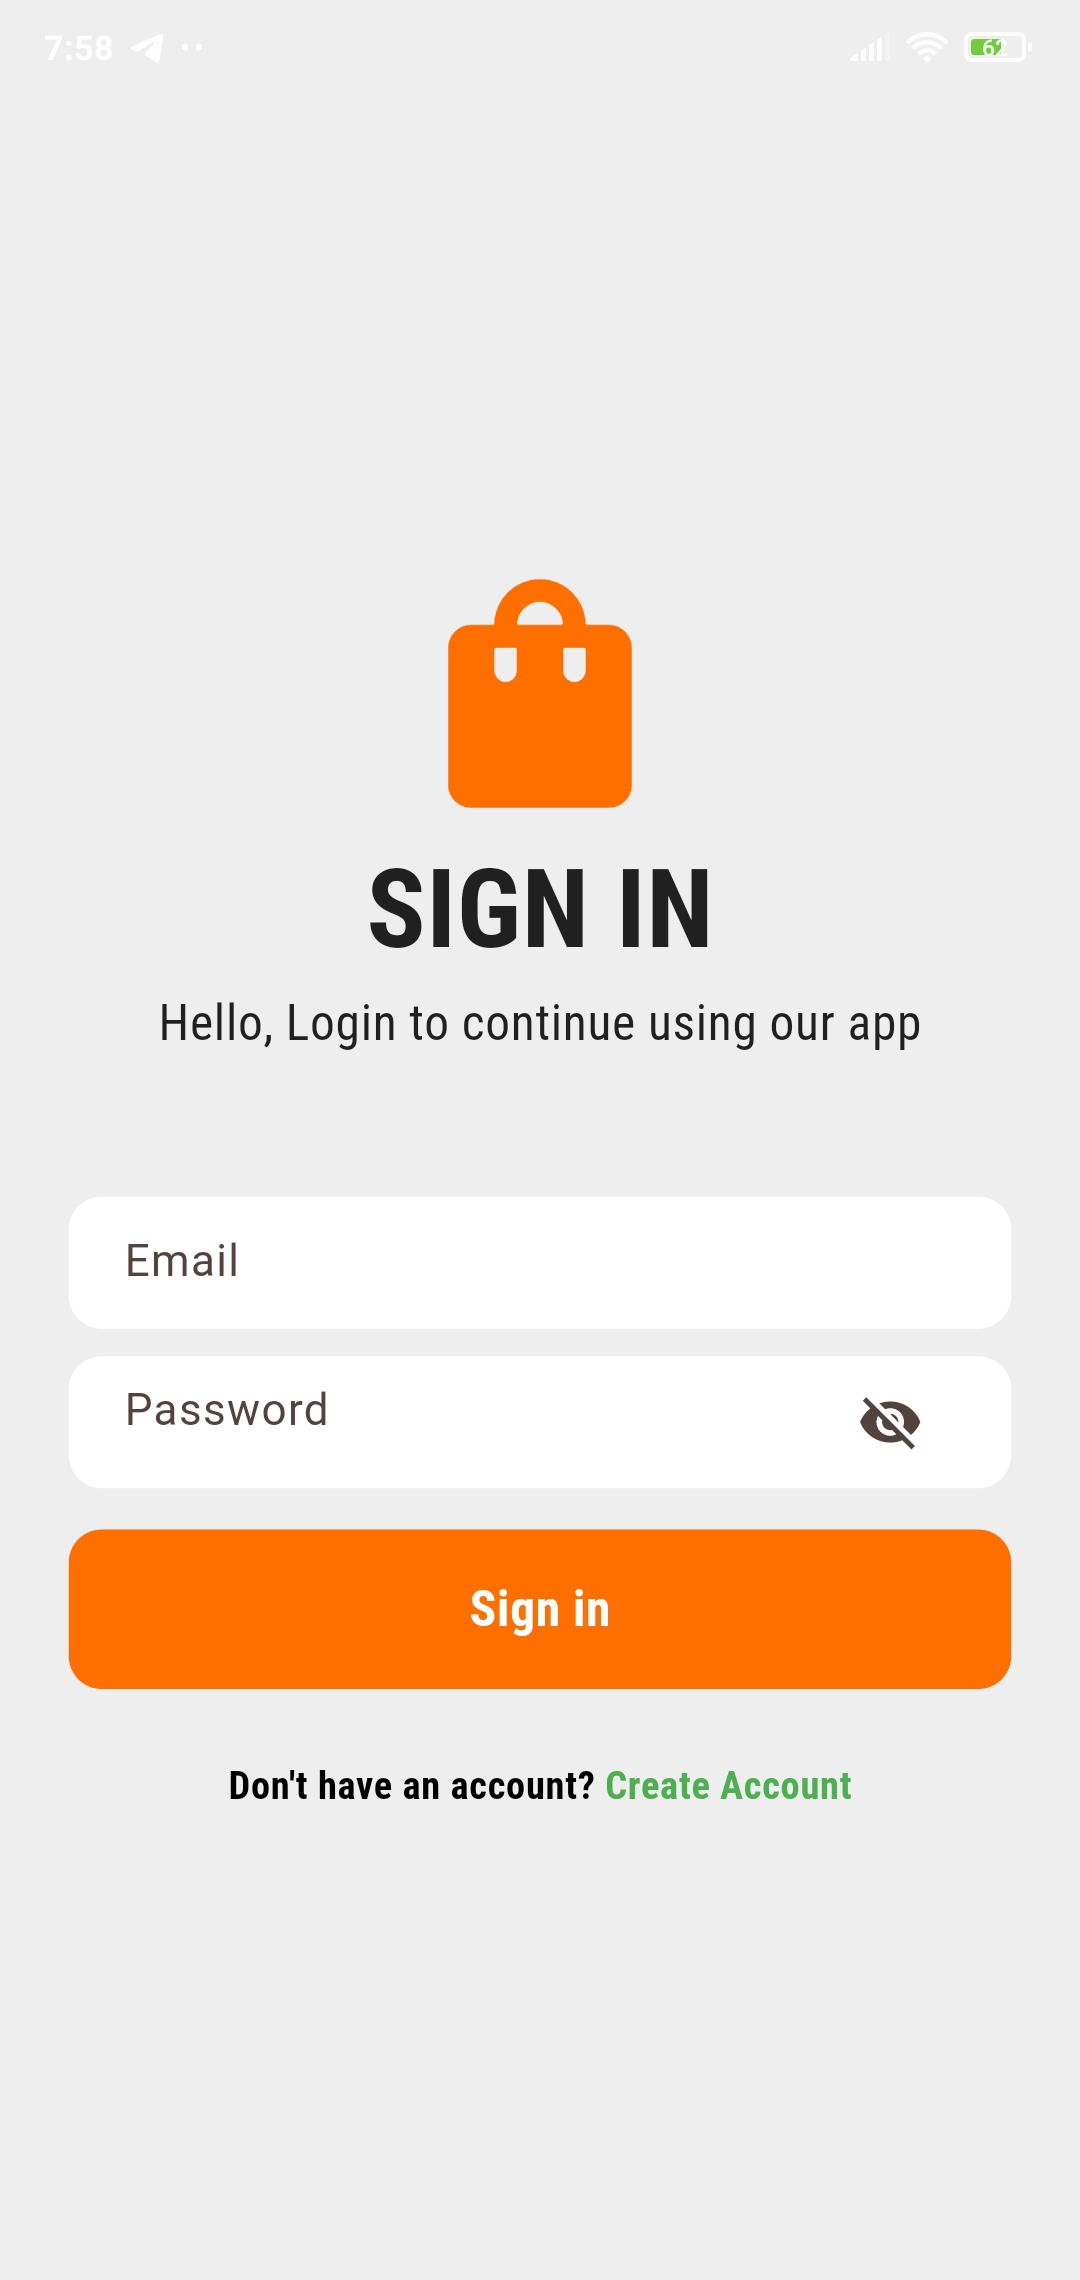 7:58
62
SIGN IN
Hello, Login to continue using our app
Email
Password
Sign in
Don't have an account? Create Account